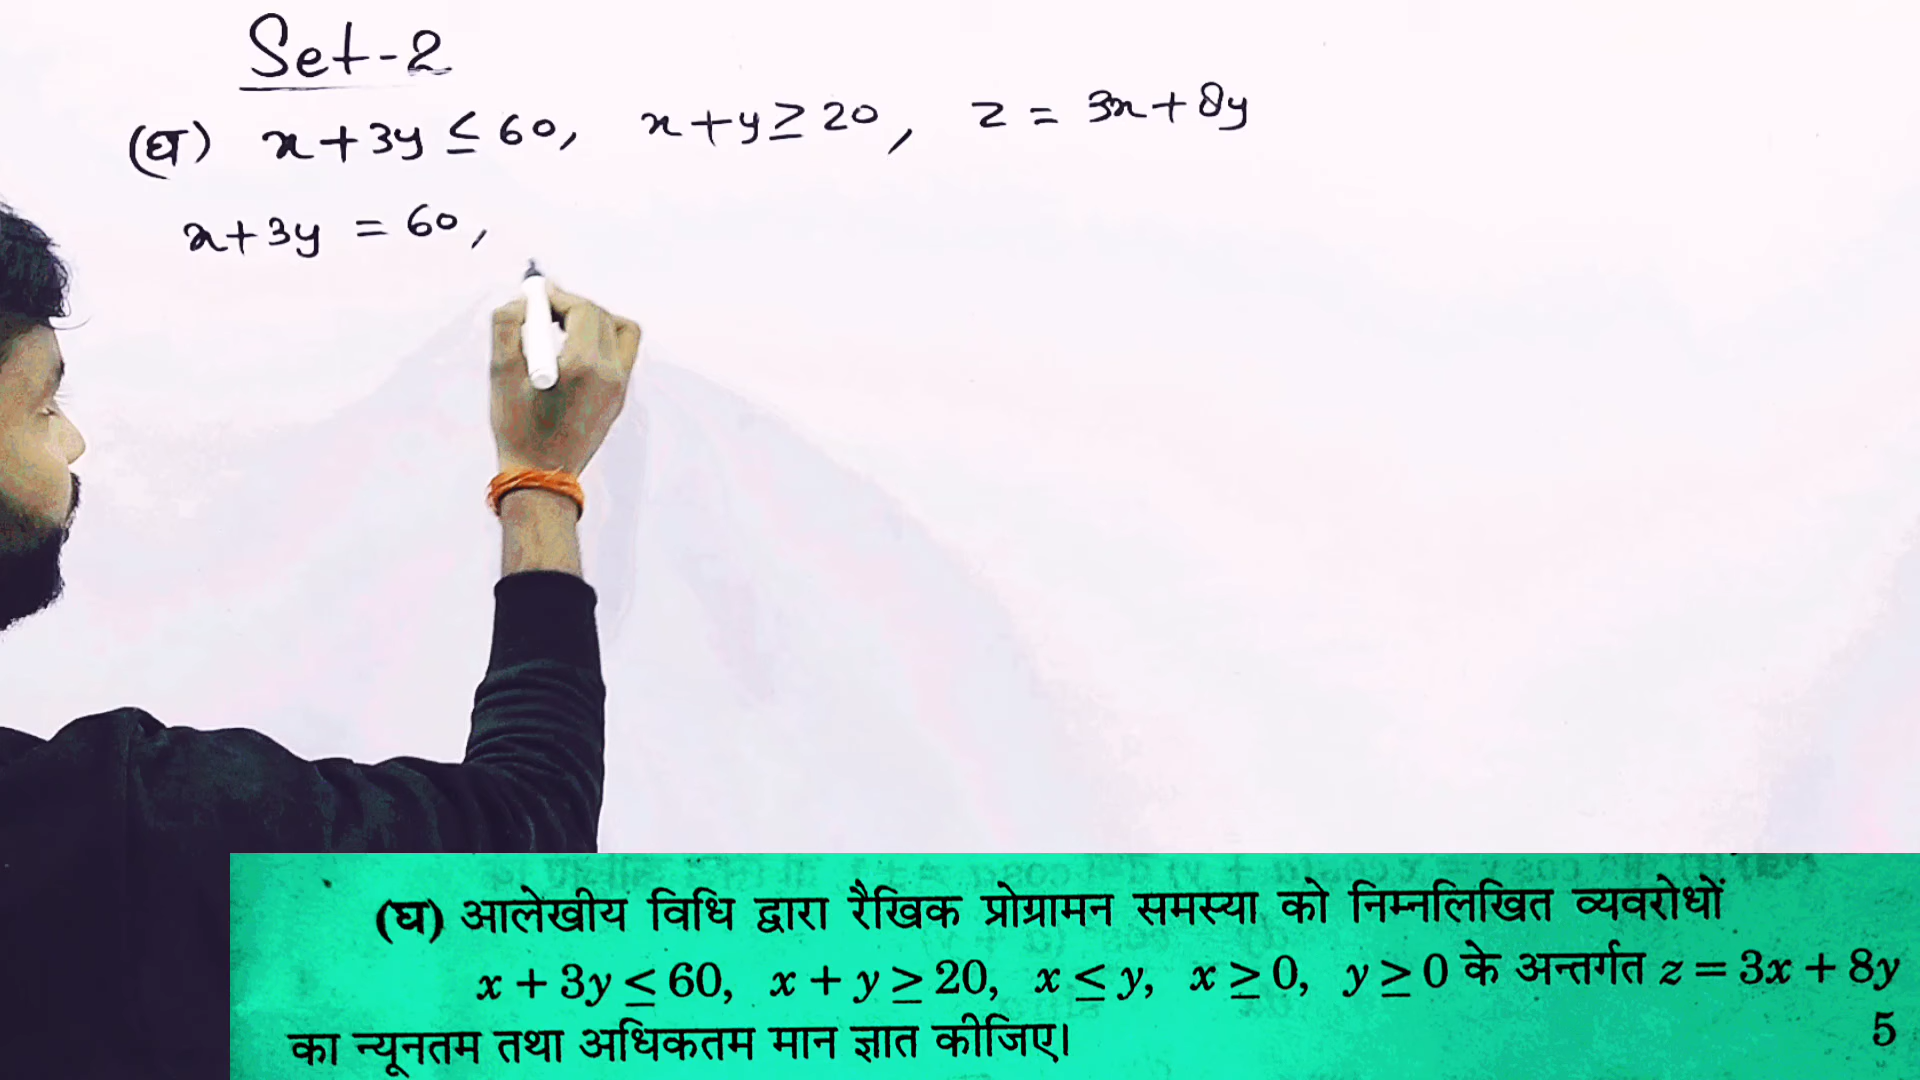 Set-2
(घ) x+3y ≤ 60, x+y ≥ 20, z = 3x+8y
x+3y = 60,
(घ) आलेखीय विधि द्वारा रैखिक प्रोग्रामन समस्या को निम्नलिखित व्यवरोधों
x + 3y ≤ 60, x + y ≥ 20, x ≤ y, x ≥ 0, y ≥ 0 के अन्तर्गत z = 3x + 8y
का न्यूनतम तथा अधिकतम मान ज्ञात कीजिए। 5